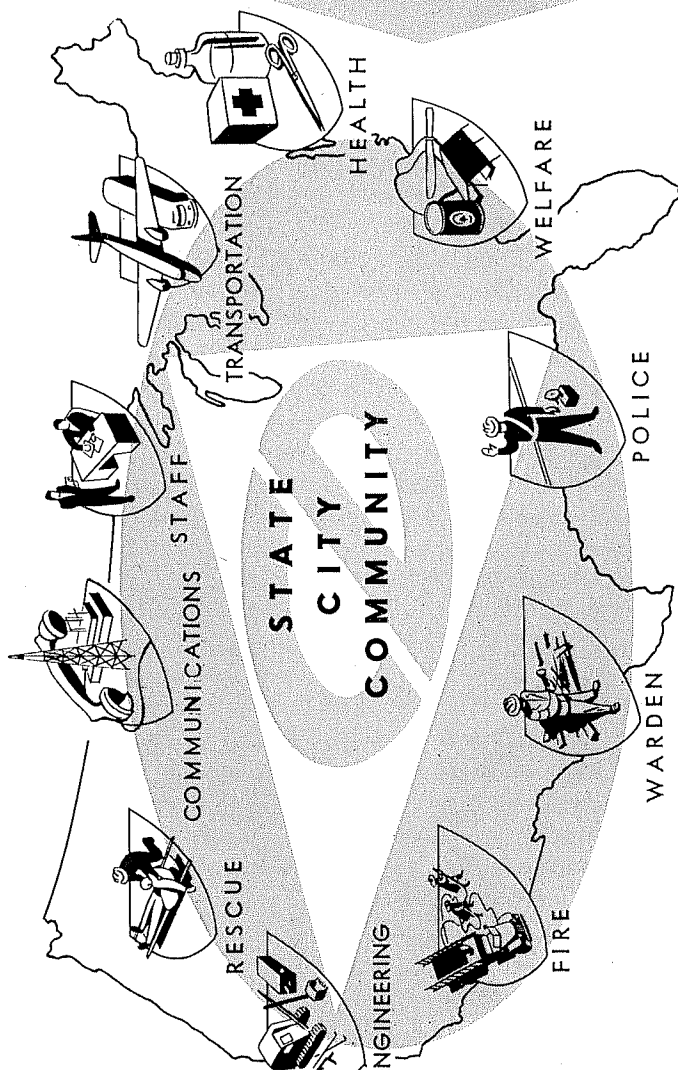 HEALTH
TRANSPORTATION
WELFARE
STAFF
STATE
CITY
COMMUNITY
POLICE
COMMUNICATIONS
WARDEN
RESCUE
FIRE
NGINEERING